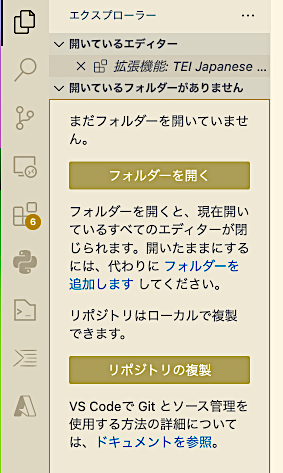 エクスプローラー
開いているエディター
拡張機能: TEI Japanese ...
開いているフォルダーがありません
まだフォルダーを開いていませ
ん。
フォルダーを開く
フォルダーを開くと、現在開い
ているすべてのエディターが閉
じられます。開いたままにする
には、代わりに フォルダーを
追加します してください。
リポジトリはローカルで複製
できます。
6
リポジトリの複製
VS Codeで Git とソース管理を
使用する方法の詳細について
は、ドキュメントを参照。